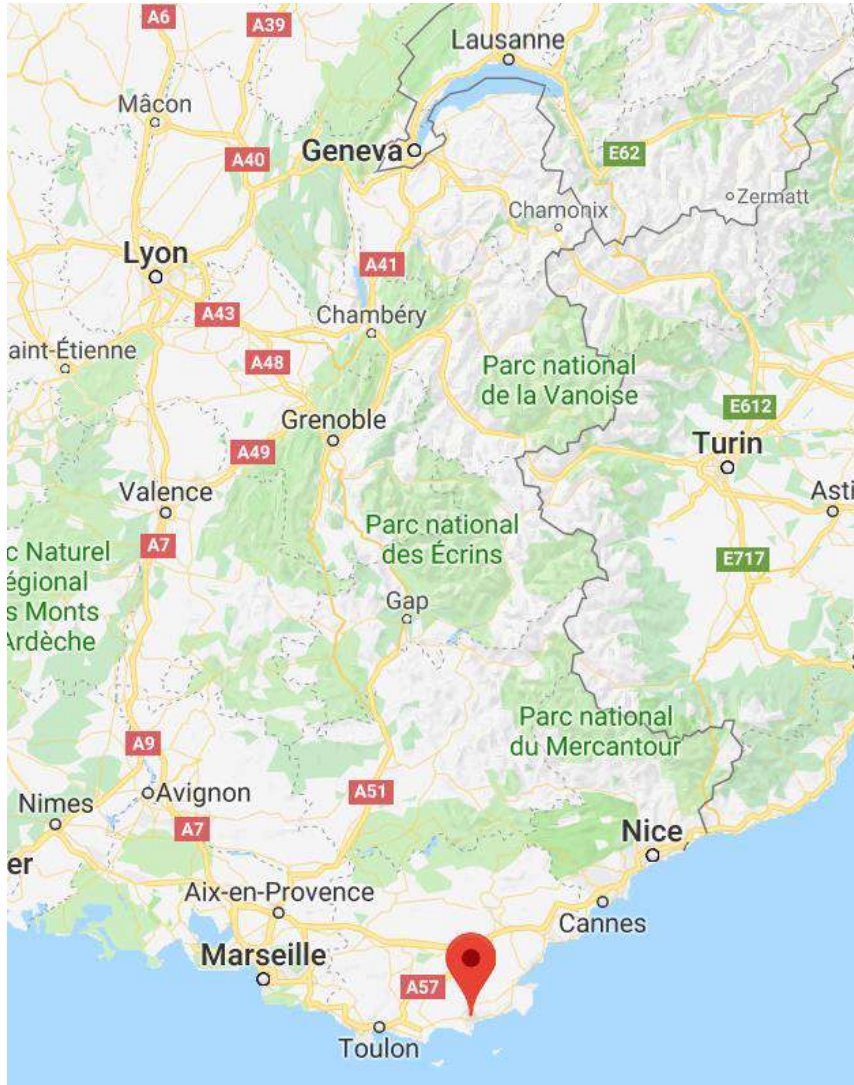 A6
A39
Lausanne
Mâcon
A40
Geneva
E62
Chamonix
Zermatt
Lyon
A41
A43
Chambéry
aint-Étienne
A48
Parc national
de la Vanoise
E612
Grenoble
Turin
A49
Valence
Asti
A7
Parc national
des Écrins
E717
c Naturel
égional
s Monts
Ardèche
Gap
Parc national
du Mercantour
A9
Avignon
A51
Nimes
A7
Nice
er
Aix-en-Provence
Cannes
Marseille
A57
Toulon